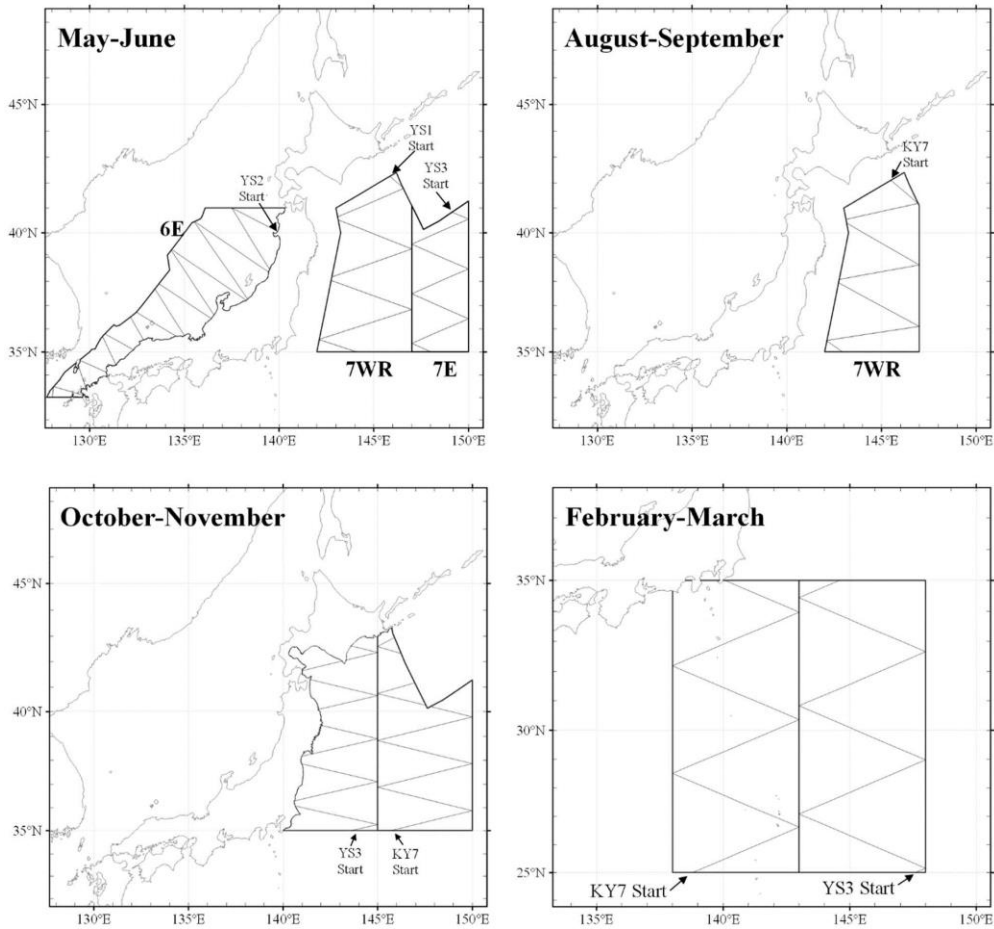 May-June
45°N
40°N
35°N
130°E
135°E
140°E
145°E
150°E
6E
YS2
Start
YS1
Start
YS3
Start
7WR
7E
August-September
45°N
40°N
35°N
130°E
135°E
140°E
145°E
150°E
KY7
Start
7WR
October-November
45°N
40°N
35°N
130°E
135°E
140°E
145°E
150°E
YS3
Start
KY7
Start
February-March
35°N
30°N
25°N
135°E
140°E
145°E
150°E
KY7 Start
YS3 Start